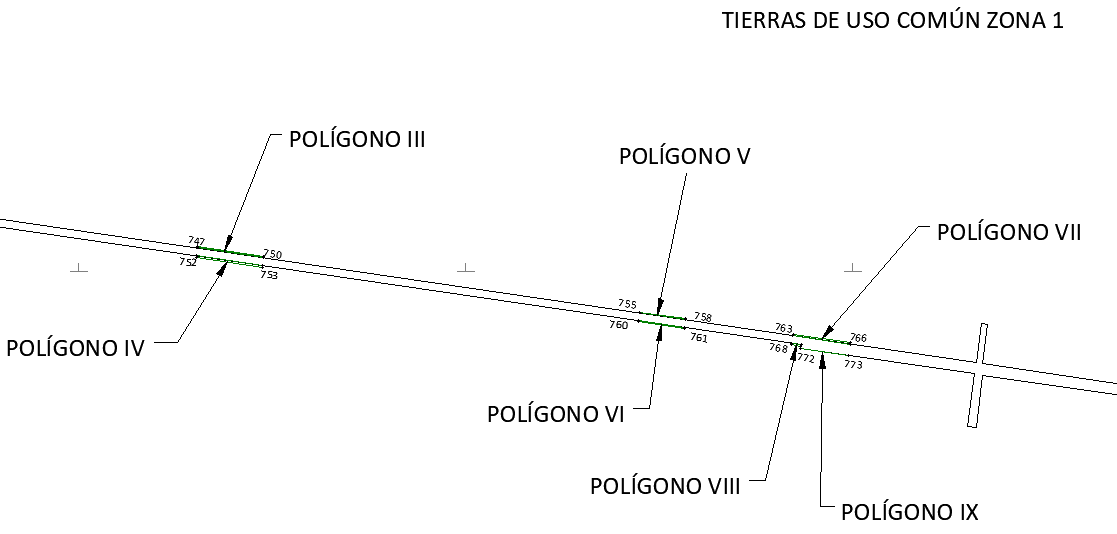 TIERRAS DE USO COMÚN ZONA 1
POLÍGONO III
POLÍGONO V
POLÍGONO VII
747
750
752
753
755
758
760
761
763
766
768
772
773
POLÍGONO IV
POLÍGONO VI
POLÍGONO VIII
POLÍGONO IX